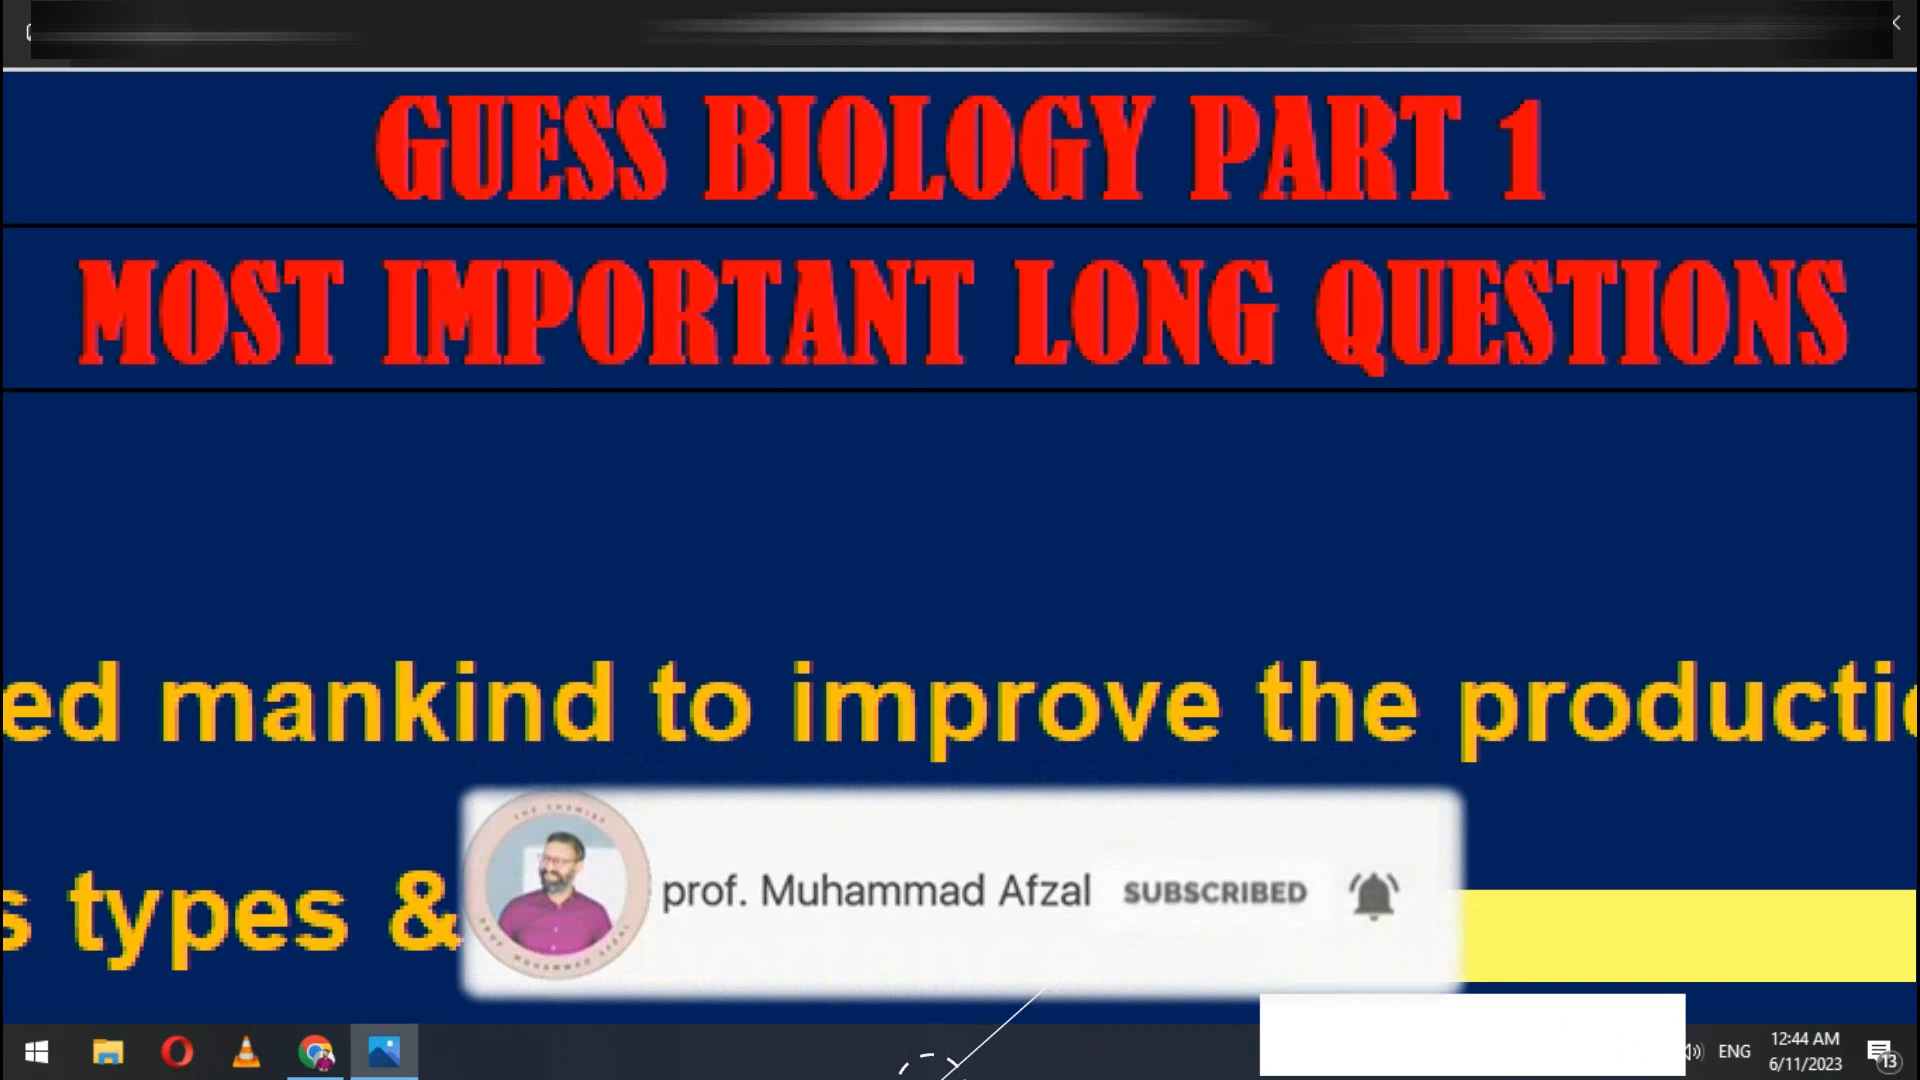 GUESS BIOLOGY PART 1
MOST IMPORTANT LONG QUESTIONS
ed mankind to improve the producti
s types &
prof. Muhammad Afzal SUBSCRIBED
ENG
12:44 AM
6/11/2023
13